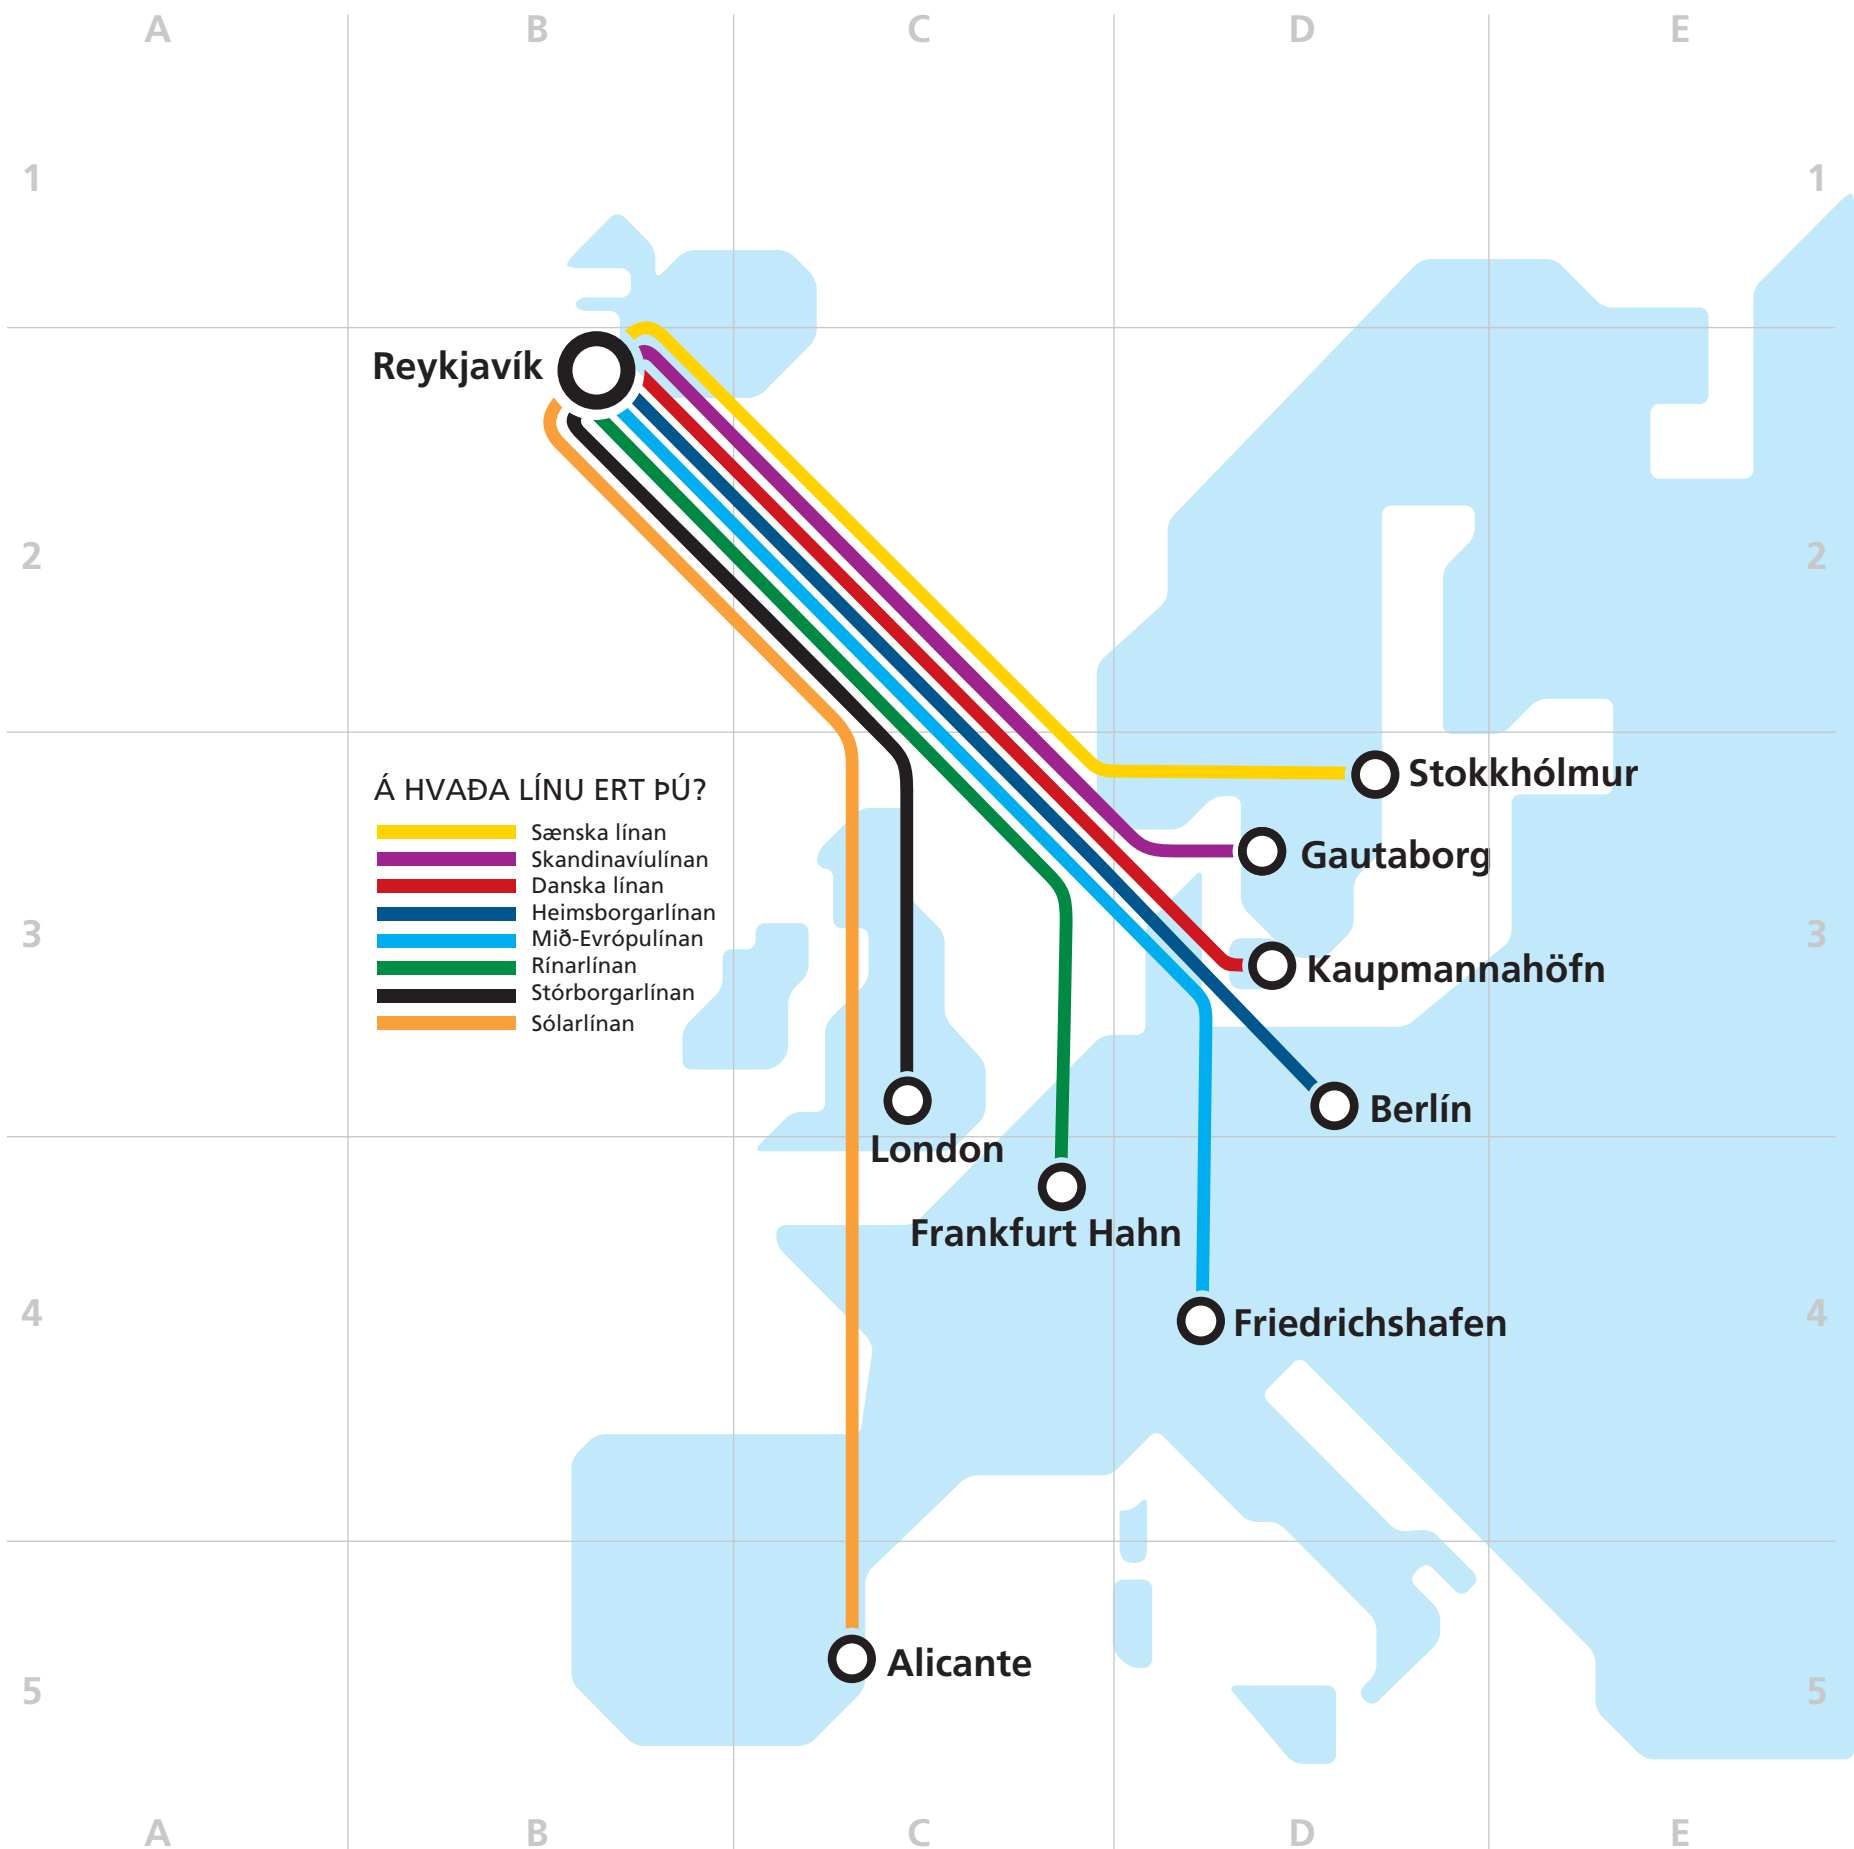 A B C D E
1 1
Reykjavík
2 2
Stokkhólmur
Á HVAÐA LÍNU ERT ÞÚ?
Sænska línan
Skandinavíulínan
Danska línan
Heimsborgarlínan
Mið-Evrópulínan
Rínarlínan
Stórborgarlínan
Sólarlínan
Gautaborg
3 3
Kaupmannahöfn
Berlín
London
Frankfurt Hahn
4 4
Friedrichshafen
Alicante
5 5
A B C D E